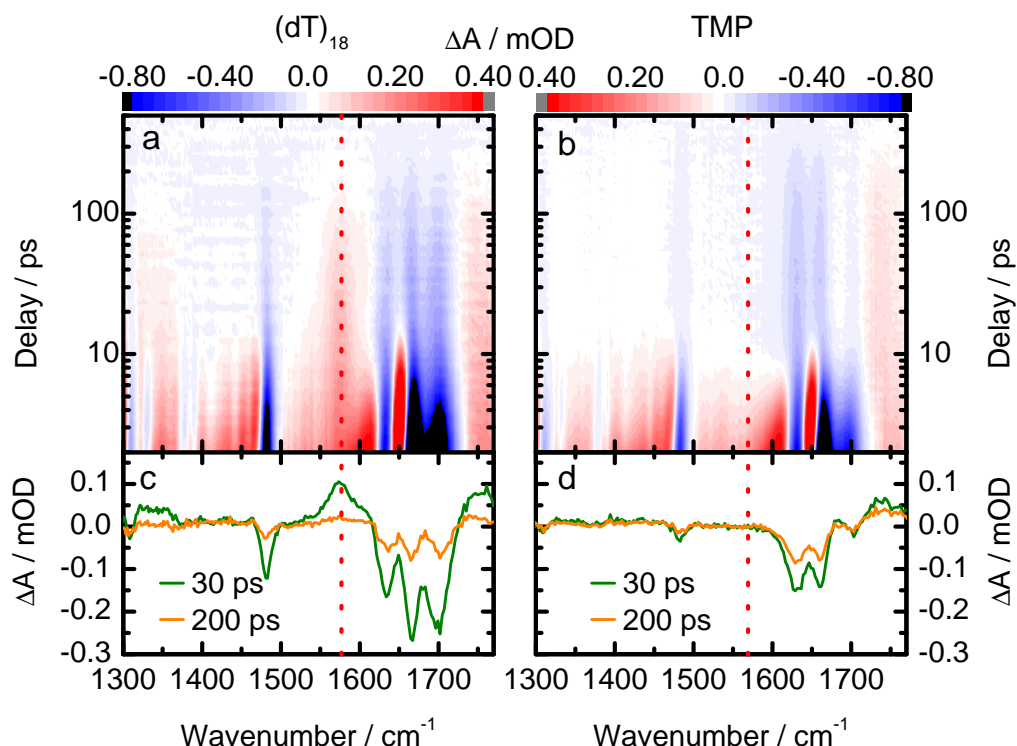 (dT)18 ΔA / mOD TMP
-0.80 -0.40 0.0 0.20 0.40 0.40 0.20 -0.0 -0.40 -0.80
a b
100 100
10 10
Delay / ps Delay / ps
c d
0.1 0.1
0.0 0.0
-0.1 -0.1
-0.2 -0.2
-0.3 -0.3
ΔA / mOD ΔA / mOD
30 ps 30 ps
200 ps 200 ps
1300 1400 1500 1600 1700 1300 1400 1500 1600 1700
Wavenumber / cm-1 Wavenumber / cm-1